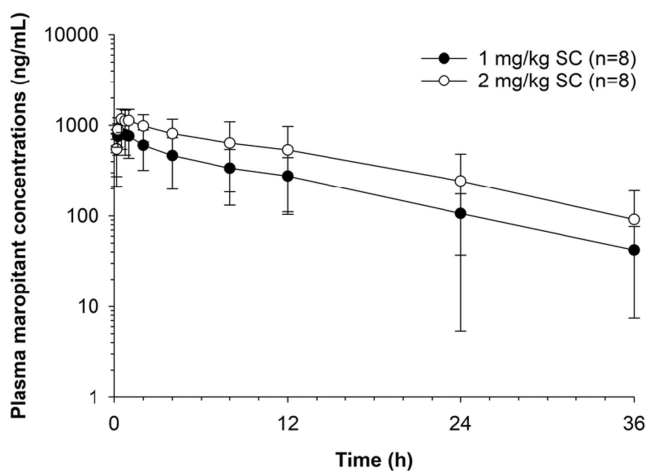 Plasma maropitant concentrations (ng/mL)
10000
1000
100
10
1
1 mg/kg SC (n=8)
2 mg/kg SC (n=8)
0
12
24
36
Time (h)